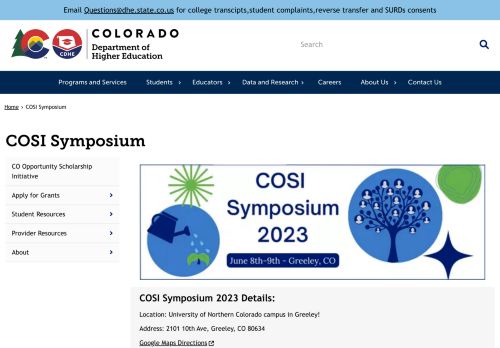 Email Questions@dhe.state.co.us for college transcipts,student complaints,reverse transfer and SURDs consents
COLORADO
Department of
Higher Education
CDHE
Search
Programs and Services Students Educators Data and Research Careers About Us Contact Us
Home > COSI Symposium
COSI Symposium
CO Opportunity Scholarship
Initiative
Apply for Grants
Student Resources
Provider Resources
About
COSI
Symposium
2023
June 8th-9th - Greeley, CO
COSI Symposium 2023 Details:
Location: University of Northern Colorado campus in Greeley!
Address: 2101 10th Ave, Greeley, CO 80634
Google Maps Directions